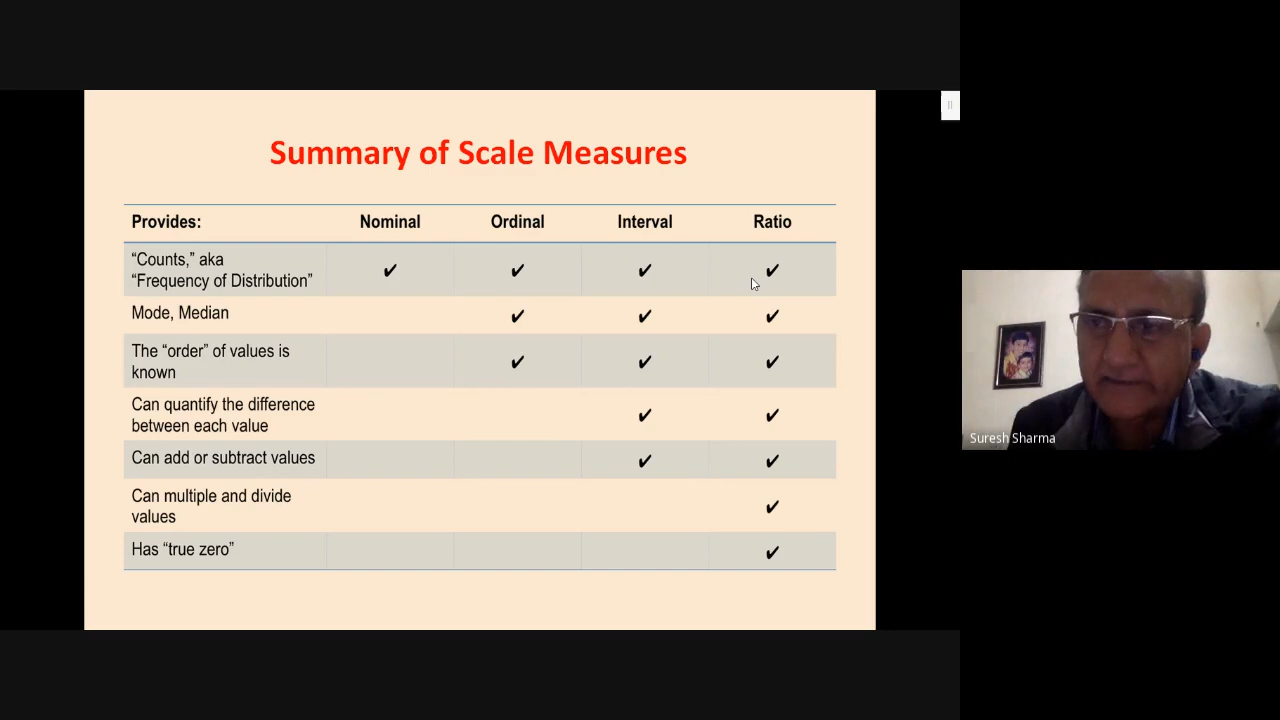 Summary of Scale Measures
Provides: Nominal Ordinal Interval Ratio
“Counts,” aka
“Frequency of Distribution” ✔ ✔ ✔ ✔
Mode, Median ✔ ✔ ✔
The “order” of values is
known ✔ ✔ ✔
Can quantify the difference
between each value ✔ ✔
Can add or subtract values ✔ ✔
Can multiple and divide
values ✔
Has “true zero” ✔
Suresh Sharma